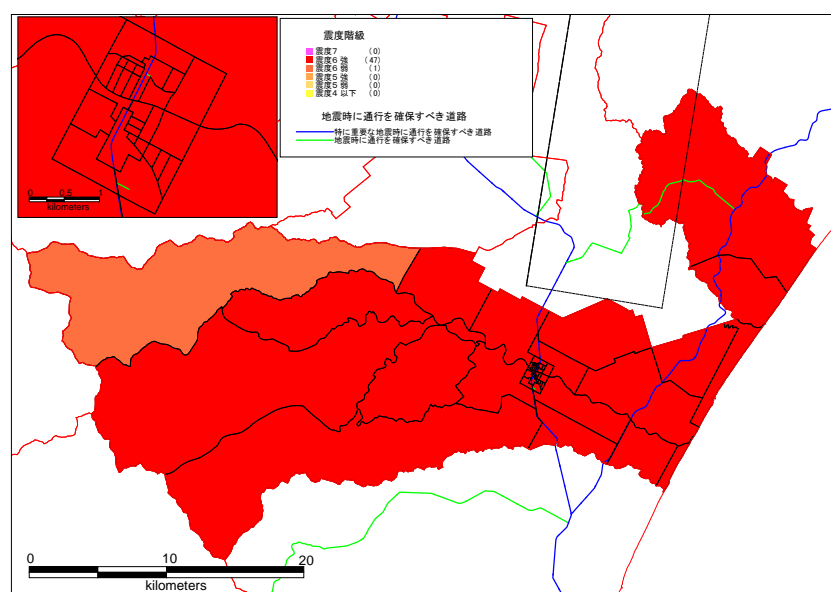 震度階級
震度7 (0)
震度6 強 (47)
震度6 弱 (1)
震度5 強 (0)
震度5 弱 (0)
震度4 以下 (0)
地震時に通行を確保すべき道路
特に重要な地震時に通行を確保すべき道路
地震時に通行を確保すべき道路
0 0.5 1
kilometers
0 10 20
kilometers